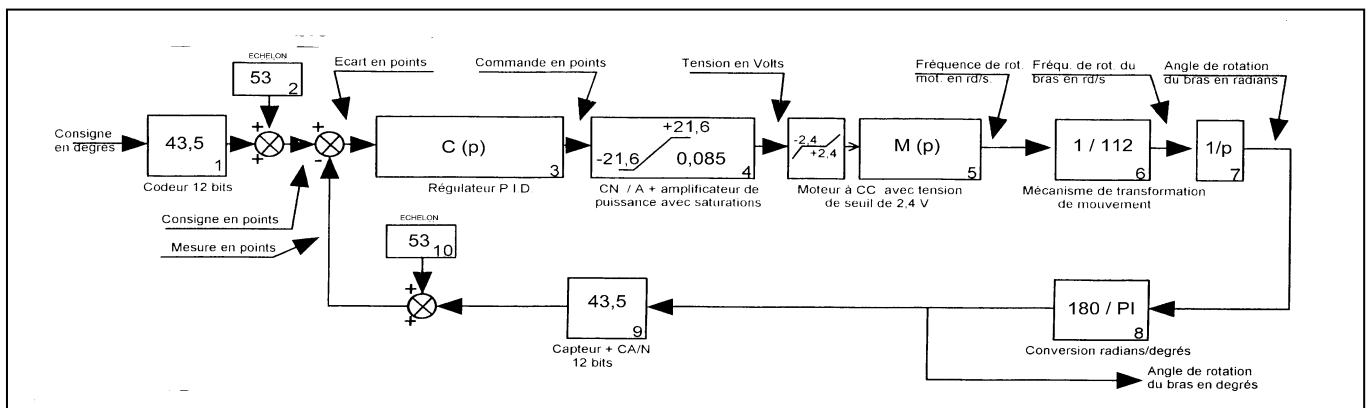 ECHELON
53
2
Ecart en points
Commande en points
Tension en Volts
Fréquence de rot.
mot. en rd/s.
Fréqu. de rot. du
bras en rd/s
Angle de rotation
du bras en radians
Consigne
en degrés
43,5
1
Codeur 12 bits
+
+
+
-
C (p)
3
Régulateur P I D
+21,6
-21,6
0,085
4
CN / A + amplificateur de
puissance avec saturations
-2,4
+2,4
M (p)
5
Moteur à CC avec tension
de seuil de 2,4 V
1 / 112
6
Mécanisme de transformation
de mouvement
1/p
7
Consigne en points
Mesure en points
ECHELON
53
10
+
+
43,5
9
Capteur + CA/N
12 bits
180 / PI
8
Conversion radians/degrés
Angle de rotation
du bras en degrés